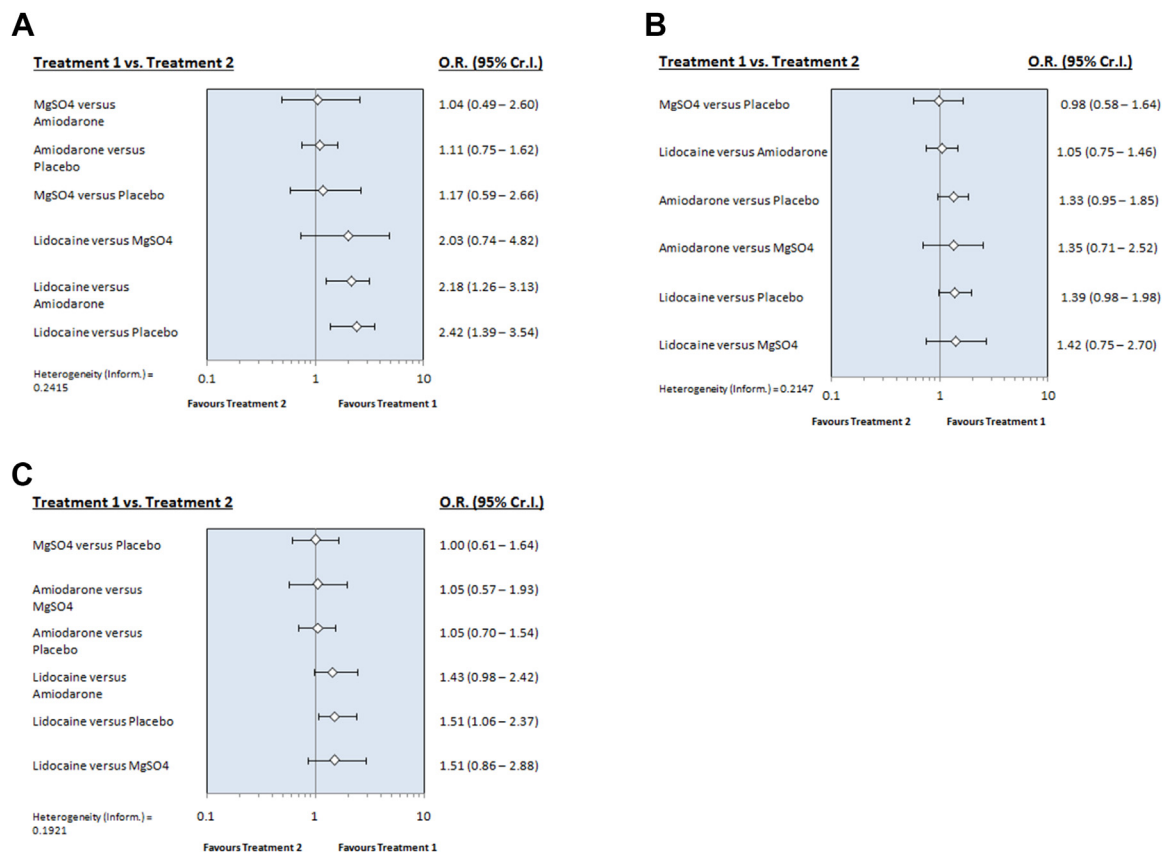 A
Treatment 1 vs. Treatment 2 O.R. (95% Cr.I.)
MgSO4 versus
Amiodarone
1.04 (0.49 – 2.60)
Amiodarone versus
Placebo
1.11 (0.75 – 1.62)
MgSO4 versus Placebo 1.17 (0.59 – 2.66)
Lidocaine versus MgSO4 2.03 (0.74 – 4.82)
Lidocaine versus
Amiodarone
2.18 (1.26 – 3.13)
Lidocaine versus Placebo 2.42 (1.39 – 3.54)
Heterogeneity (Inform.) =
0.2415
0.1 1 10
Favours Treatment 2 Favours Treatment 1
B
Treatment 1 vs. Treatment 2 O.R. (95% Cr.I.)
MgSO4 versus Placebo 0.98 (0.58 – 1.64)
Lidocaine versus Amiodarone 1.05 (0.75 – 1.46)
Amiodarone versus Placebo 1.33 (0.95 – 1.85)
Amiodarone versus MgSO4 1.35 (0.71 – 2.52)
Lidocaine versus Placebo 1.39 (0.98 – 1.98)
Lidocaine versus MgSO4 1.42 (0.75 – 2.70)
Heterogeneity (Inform.) = 0.2147
0.1 1 10
Favours Treatment 2 Favours Treatment 1
C
Treatment 1 vs. Treatment 2 O.R. (95% Cr.I.)
MgSO4 versus Placebo 1.00 (0.61 – 1.64)
Amiodarone versus
MgSO4
1.05 (0.57 – 1.93)
Amiodarone versus
Placebo
1.05 (0.70 – 1.54)
Lidocaine versus
Amiodarone
1.43 (0.98 – 2.42)
Lidocaine versus Placebo 1.51 (1.06 – 2.37)
Lidocaine versus MgSO4 1.51 (0.86 – 2.88)
Heterogeneity (Inform.) =
0.1921
0.1 1 10
Favours Treatment 2 Favours Treatment 1